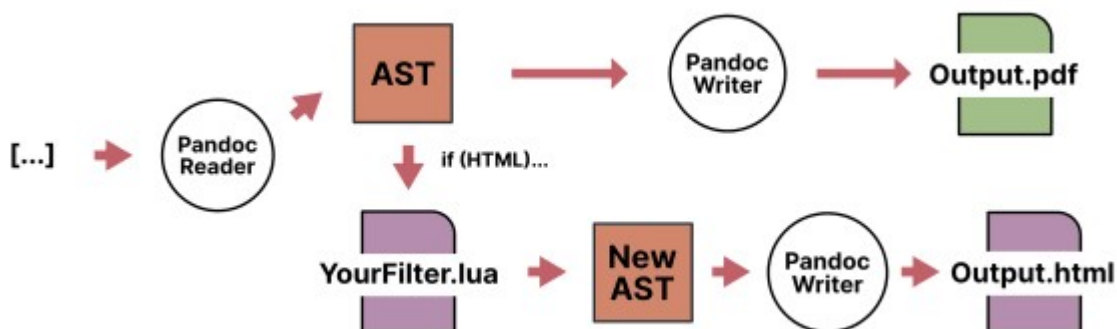 AST
Pandoc
Writer
Output.pdf
[...]
Pandoc
Reader
if (HTML)...
YourFilter.lua
New
AST
Pandoc
Writer
Output.html